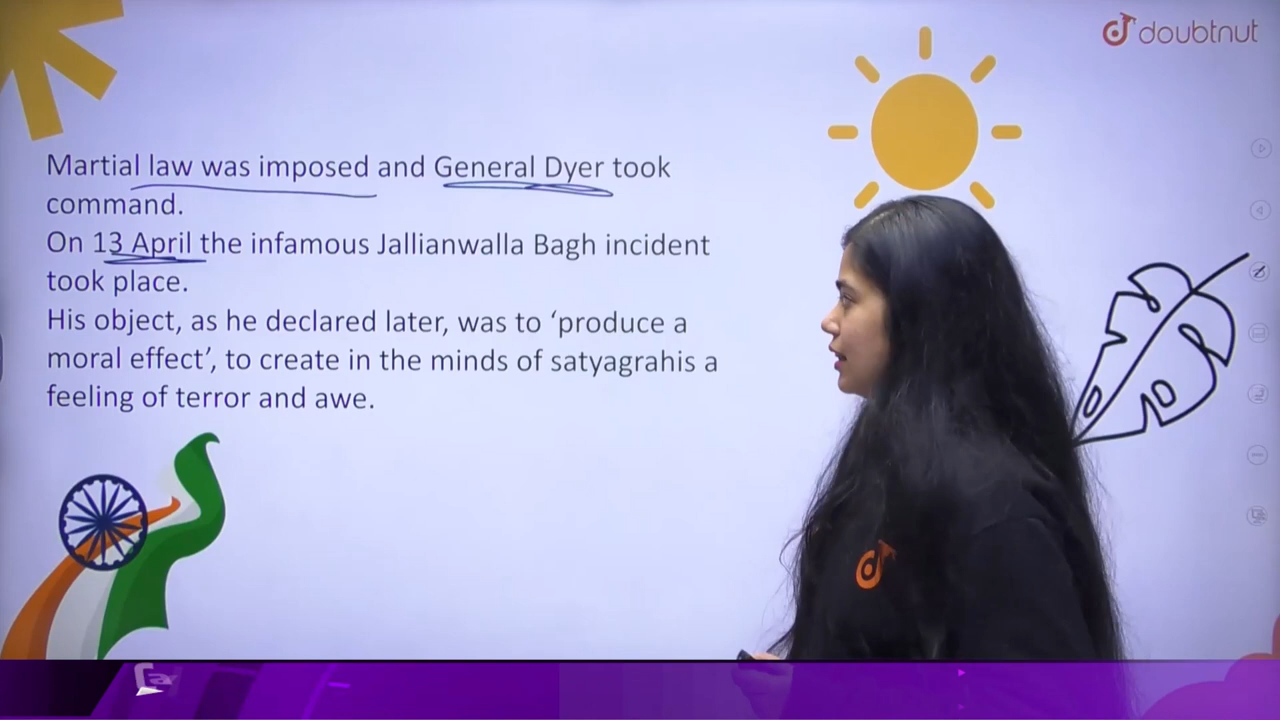 doubtnut
Martial law was imposed and General Dyer took
command.
On 13 April the infamous Jallianwalla Bagh incident
took place.
His object, as he declared later, was to ‘produce a
moral effect’, to create in the minds of satyagrahis a
feeling of terror and awe.